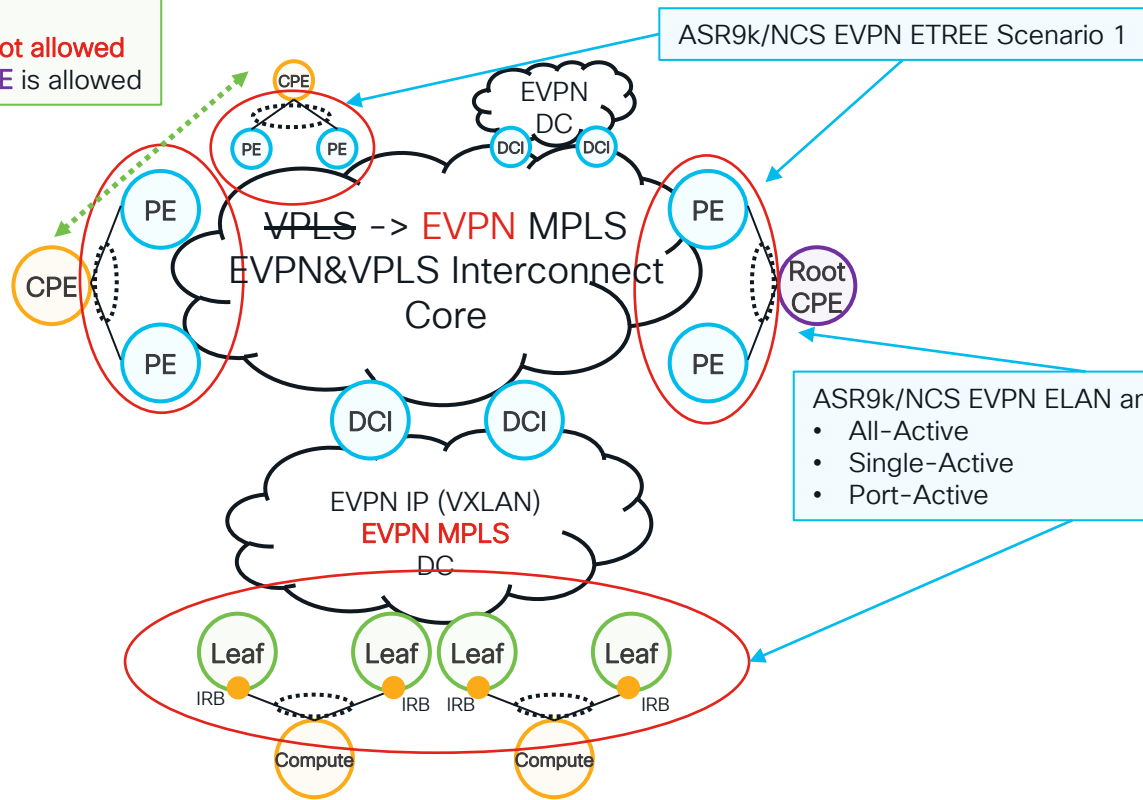 ot allowed
E is allowed
ASR9k/NCS EVPN ETREE Scenario 1
CPE
PE
PE
EVPN
DC
DCI
DCI
PE
PE
CPE
PE
PE
Root
CPE
VPLS -> EVPN MPLS
EVPN&VPLS Interconnect
Core
DCI
DCI
ASR9k/NCS EVPN ELAN an
• All-Active
• Single-Active
• Port-Active
EVPN IP (VXLAN)
EVPN MPLS
DC
Leaf
Leaf
Leaf
Leaf
IRB
IRB
IRB
IRB
Compute
Compute